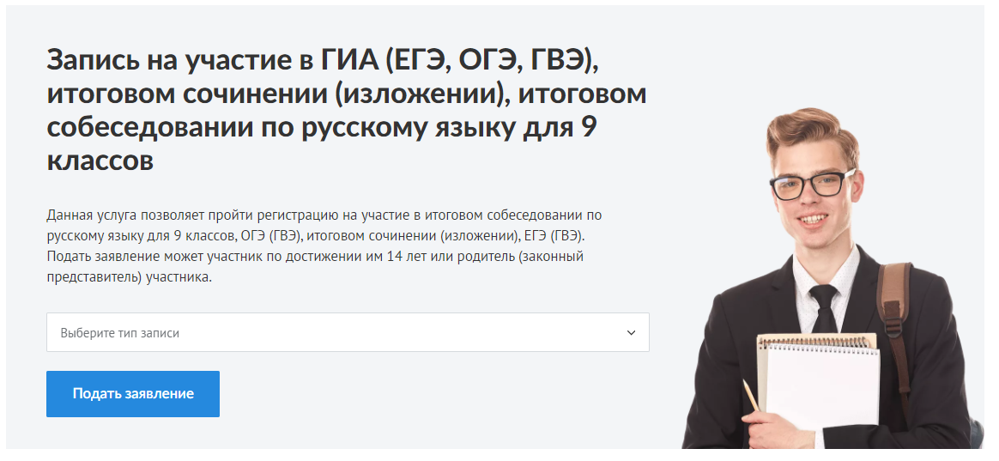 Запись на участие в ГИА (ЕГЭ, ОГЭ, ГВЭ),
итоговом сочинении (изложении), итоговом
собеседовании по русскому языку для 9
классов
Данная услуга позволяет пройти регистрацию на участие в итоговом собеседовании по
русскому языку для 9 классов, ОГЭ (ГВЭ), итоговом сочинении (изложении), ЕГЭ (ГВЭ).
Подать заявление может участник по достижении им 14 лет или родитель (законный
представитель) участника.
Выберите тип записи
Подать заявление